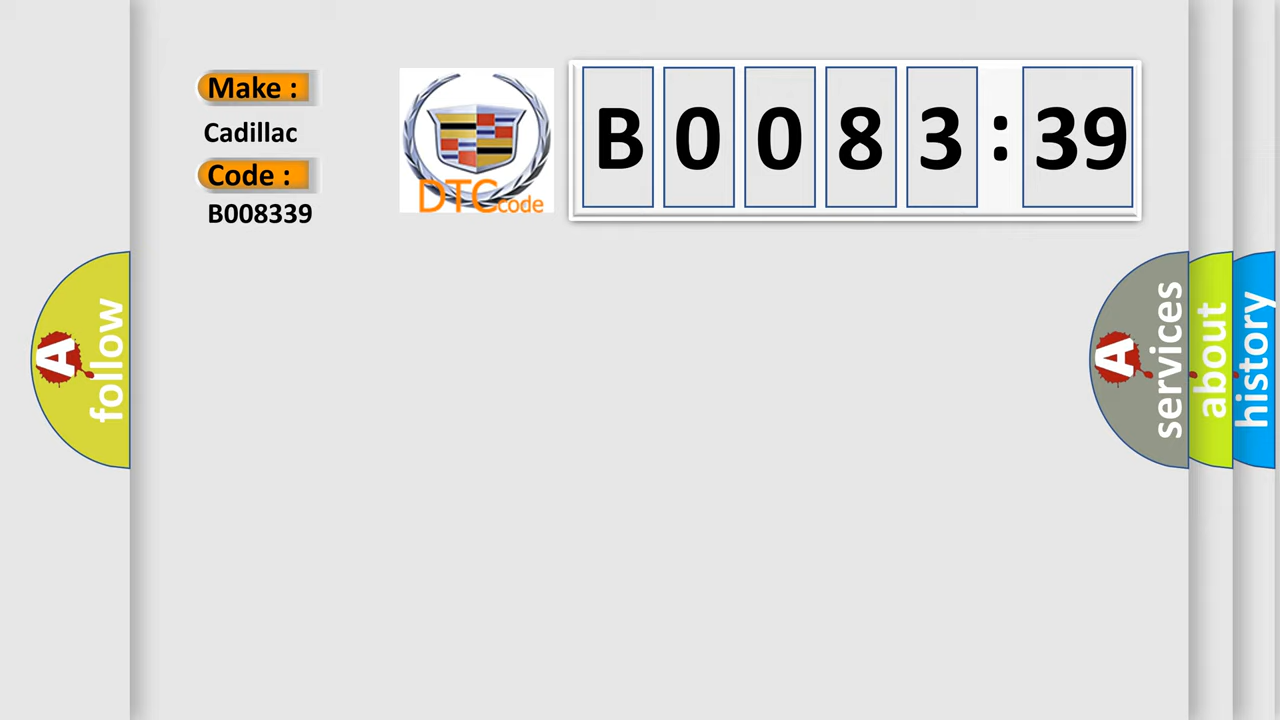 Make :
Cadillac
Code :
B008339
DTCcode
B 0 0 8 3 : 39
A follow
A services
about
history